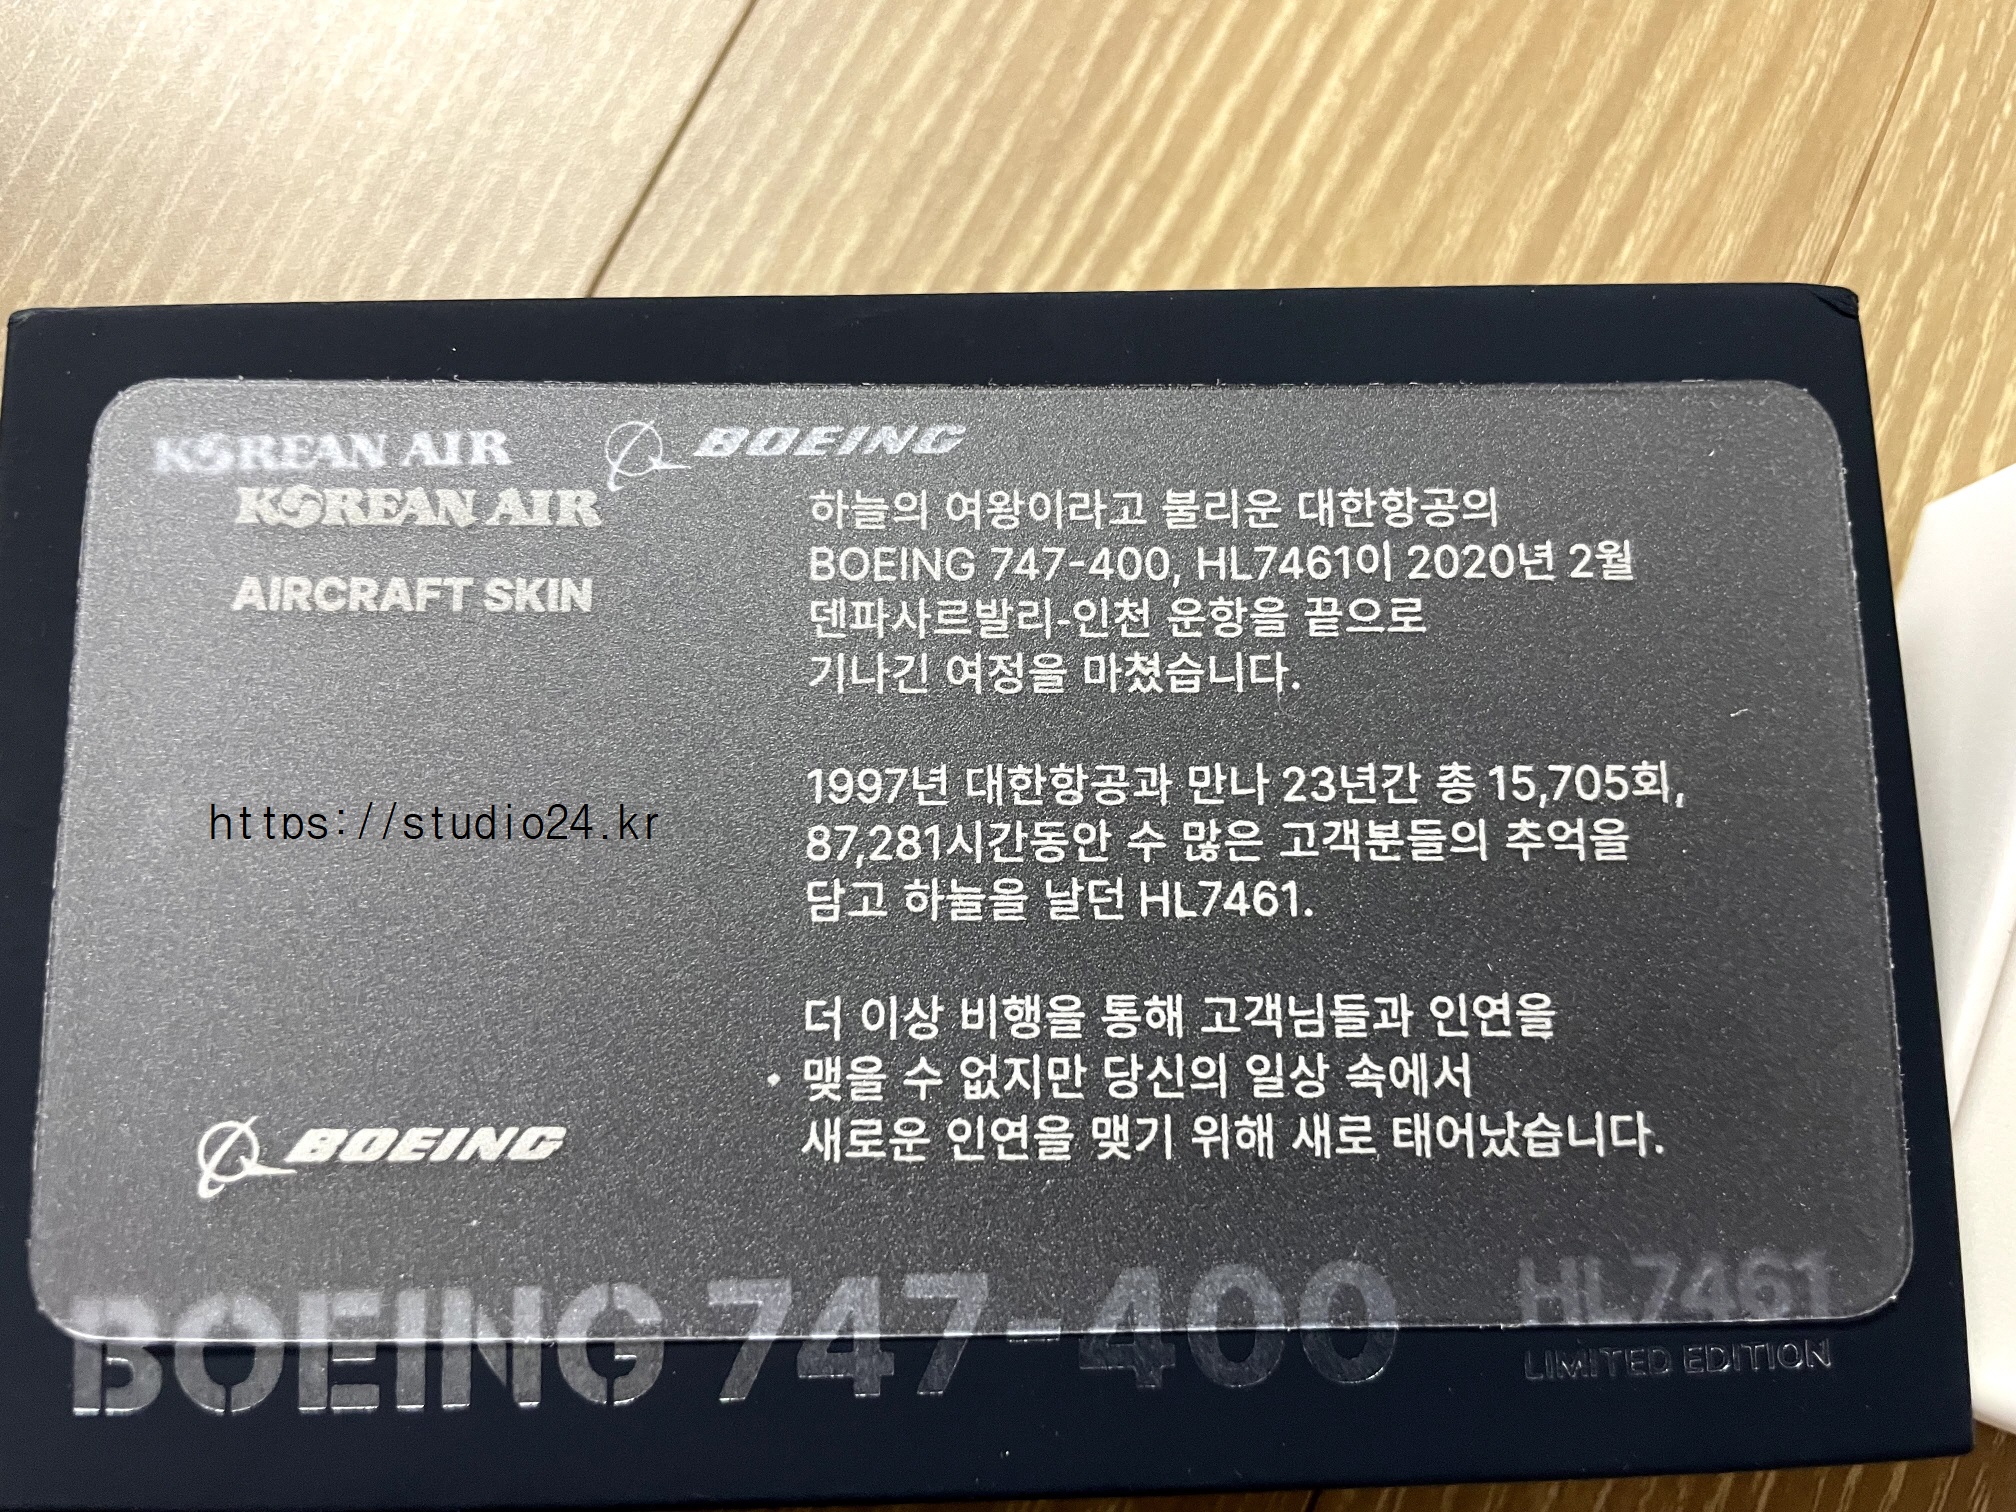 KOREAN AIR BOEING
KOREAN AIR
AIRCRAFT SKIN
하늘의 여왕이라고 불리운 대한항공의
BOEING 747-400, HL7461이 2020년 2월
덴파사르발리-인천 운항을 끝으로
기나긴 여정을 마쳤습니다.
1997년 대한항공과 만나 23년간 총 15,705회,
87,281시간동안 수 많은 고객분들의 추억을
담고 하늘을 날던 HL7461.
https://studio24.kr
더 이상 비행을 통해 고객님들과 인연을
맺을 수 없지만 당신의 일상 속에서
새로운 인연을 맺기 위해 새로 태어났습니다.
BOEING
BOEING 747-400 HL7461
LIMITED EDITION